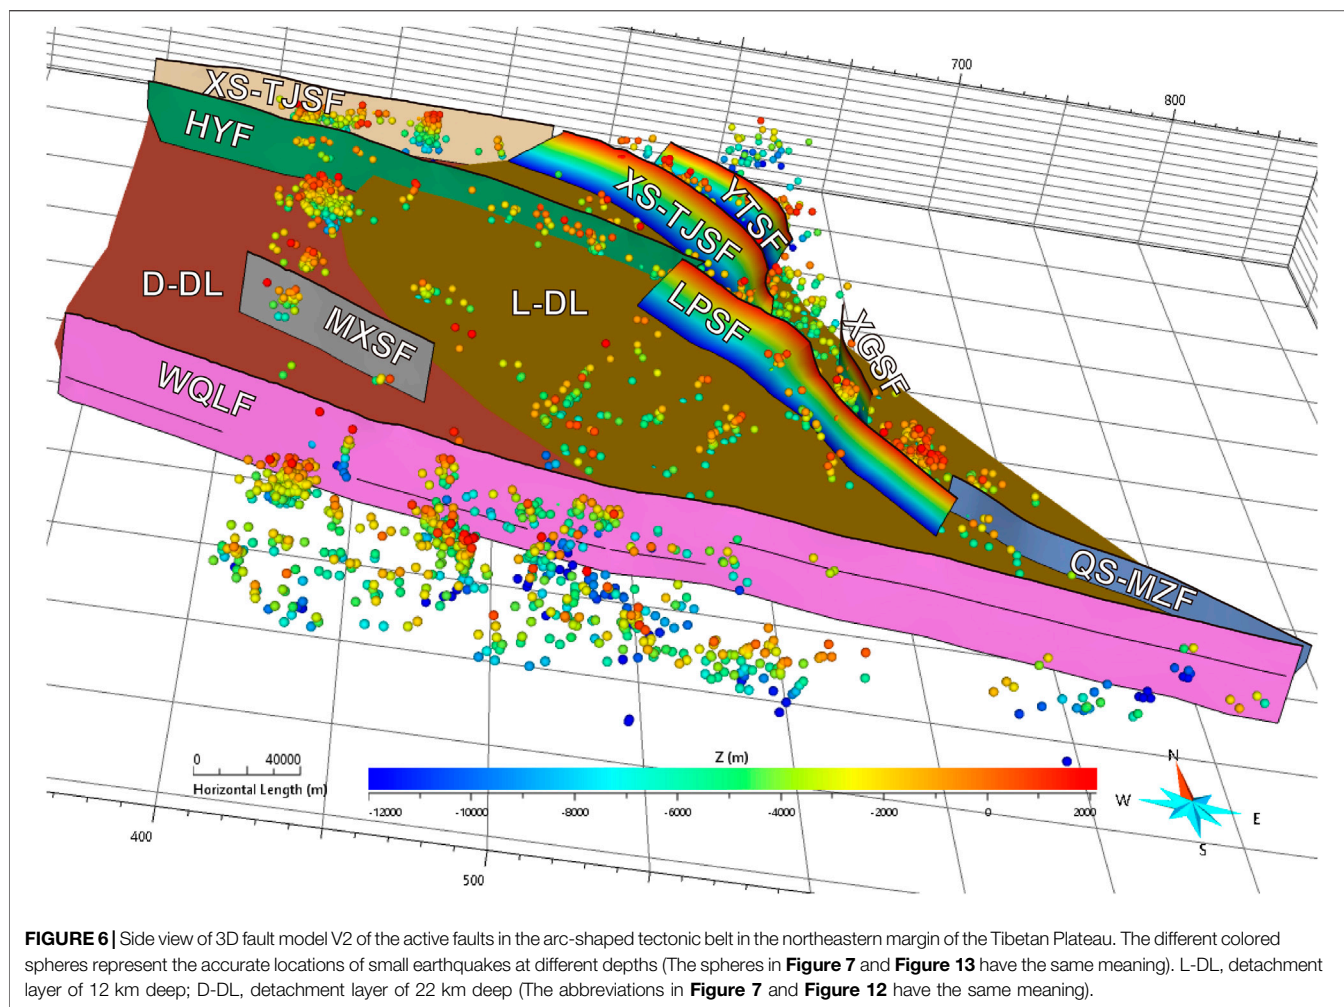 700
800
XS-TJSF
HYF
YTSF
XS-TJSF
D-DL
L-DL
LPSF
XGSF
MXSF
WQLF
QS-MZF
0 40000
Horizontal Length (m)
Z (m)
-12000 -10000 -8000 -6000 -4000 -2000 0 2000
N
W
E
S
400
500
FIGURE 6 | Side view of 3D fault model V2 of the active faults in the arc-shaped tectonic belt in the northeastern margin of the Tibetan Plateau. The different colored
spheres represent the accurate locations of small earthquakes at different depths (The spheres in Figure 7 and Figure 13 have the same meaning). L-DL, detachment
layer of 12 km deep; D-DL, detachment layer of 22 km deep (The abbreviations in Figure 7 and Figure 12 have the same meaning).